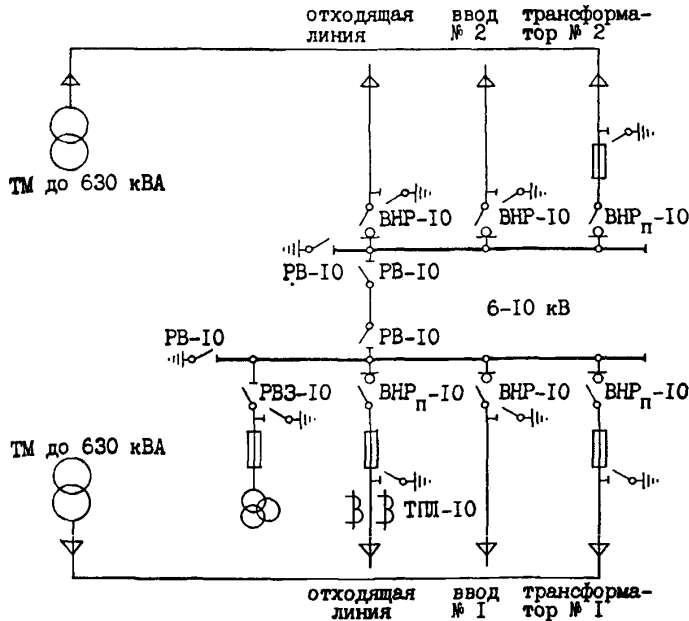 отходящая ввод трансформа-
линия № 2 тор № 2
ТМ до 630 кВА
ВНР-10 ВНР-10 ВНРп-10
РВ-10 РВ-10
6-10 кВ
РВ-10 РВ-10
РВЗ-10 ВНРп-10 ВНР-10 ВНРп-10
ТМ до 630 кВА
ТПЛ-10
отходящая ввод трансформа-
линия № I тор № I